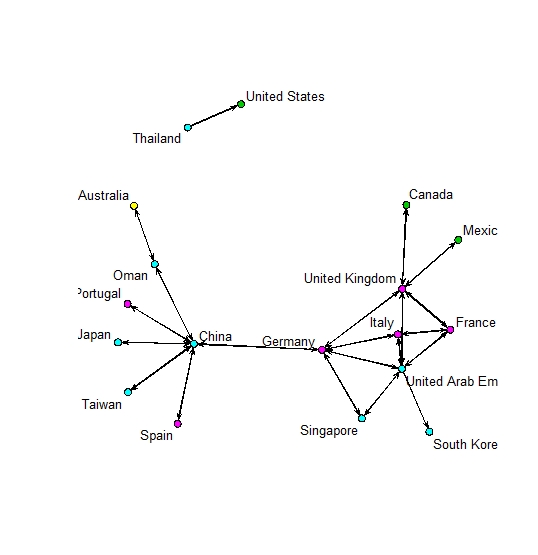 United States
Thailand
Australia
Canada
Mexic
Oman
United Kingdom
Portugal
Italy
France
Japan
China
Germany
United Arab Em
Taiwan
Spain
Singapore
South Kore